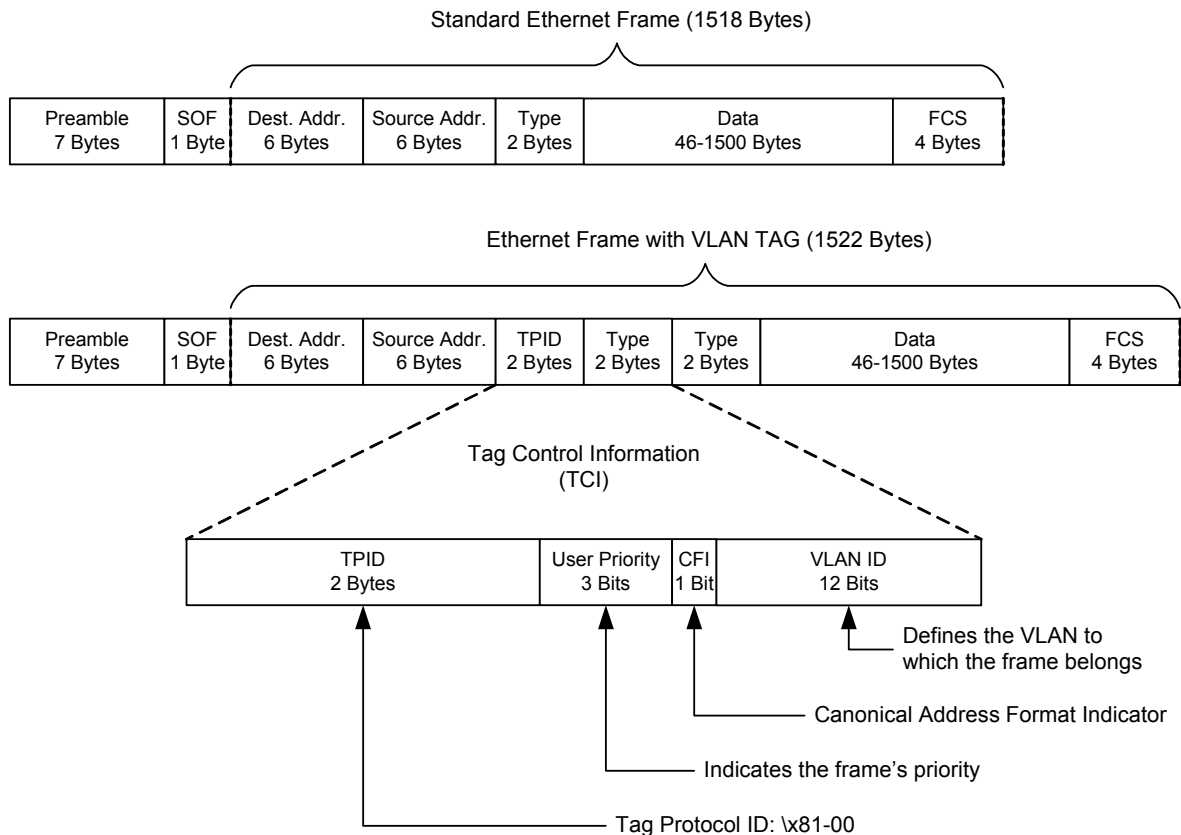 Standard Ethernet Frame (1518 Bytes)
Preamble
7 Bytes
SOF
1 Byte
Dest. Addr.
6 Bytes
Source Addr.
6 Bytes
Type
2 Bytes
Data
46-1500 Bytes
FCS
4 Bytes
Ethernet Frame with VLAN TAG (1522 Bytes)
Preamble
7 Bytes
SOF
1 Byte
Dest. Addr.
6 Bytes
Source Addr.
6 Bytes
TPID
2 Bytes
Type
2 Bytes
Type
2 Bytes
Data
46-1500 Bytes
FCS
4 Bytes
Tag Control Information
(TCI)
TPID
2 Bytes
User Priority
3 Bits
CFI
1 Bit
VLAN ID
12 Bits
Defines the VLAN to
which the frame belongs
Canonical Address Format Indicator
Indicates the frame's priority
Tag Protocol ID: \x81-00